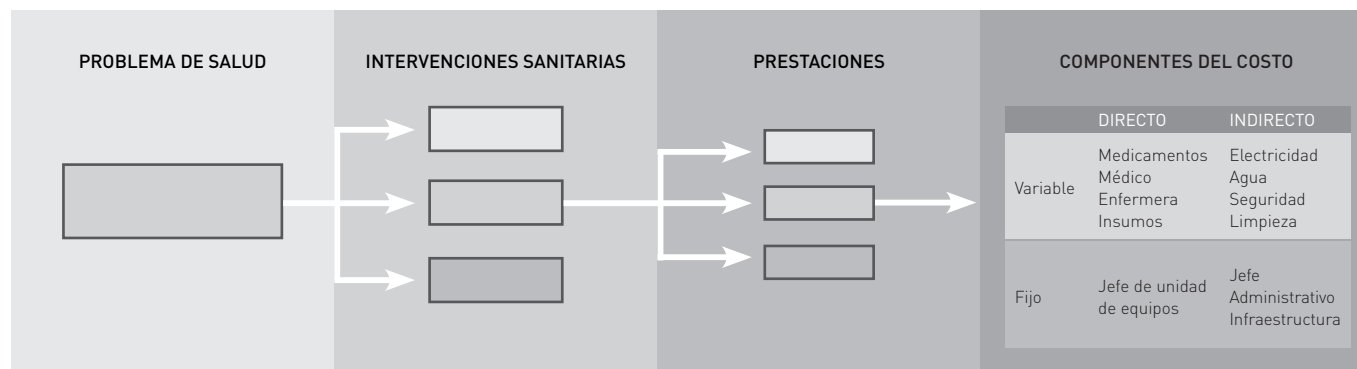 PROBLEMA DE SALUD
INTERVENCIONES SANITARIAS
PRESTACIONES
COMPONENTES DEL COSTO
DIRECTO
INDIRECTO
Variable
Medicamentos
Médico
Enfermera
Insumos
Electricidad
Agua
Seguridad
Limpieza
Fijo
Jefe de unidad
de equipos
Jefe
Administrativo
Infraestructura